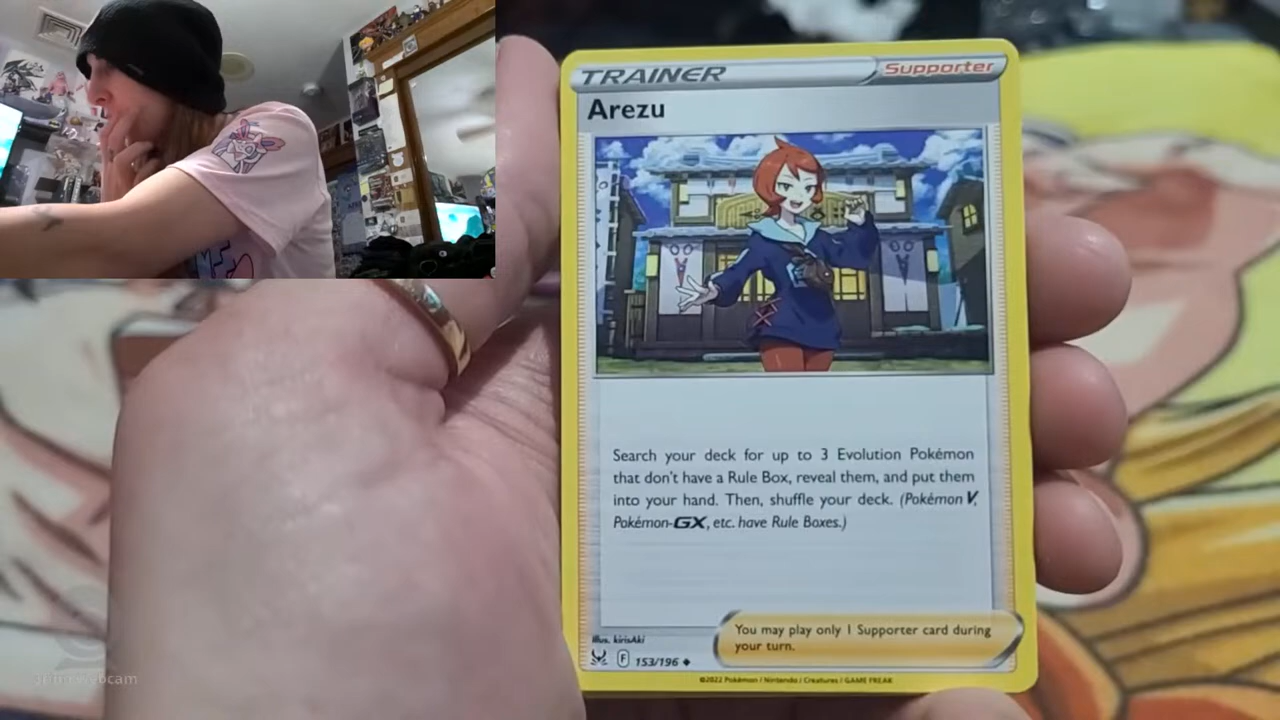 TRAINER Supporter
Arezu
Search your deck for up to 3 Evolution Pokémon
that don't have a Rule Box, reveal them, and put them
into your hand. Then, shuffle your deck. (Pokémon V,
Pokémon-GX, etc. have Rule Boxes.)
You may play only 1 Supporter card during
your turn.
Illus. kirisAki
F 153/196
©2022 Pokémon / Nintendo / Creatures / GAME FREAK